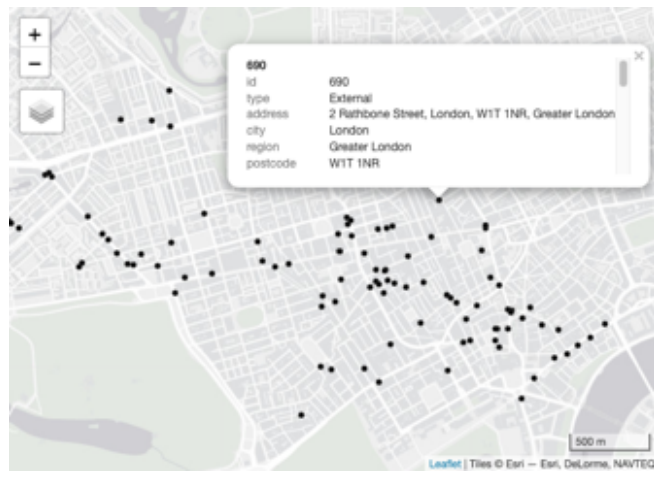 +
−
×
690
id 690
type External
address 2 Rathbone Street, London, W1T 1NR, Greater London
city London
region Greater London
postcode W1T 1NR
500 m
Leaflet | Tiles © Esri — Esri, DeLorme, NAVTEQ